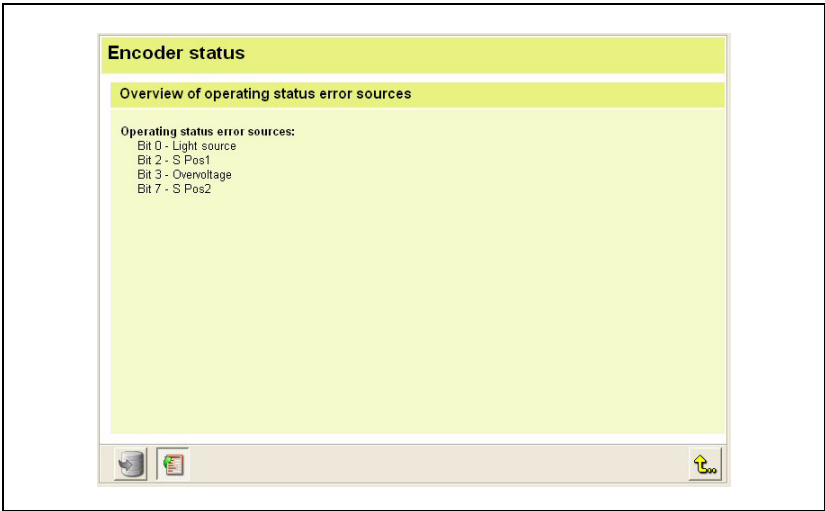 Encoder status
Overview of operating status error sources
Operating status error sources:
Bit 0 - Light source
Bit 2 - S Pos1
Bit 3 - Overvoltage
Bit 7 - S Pos2